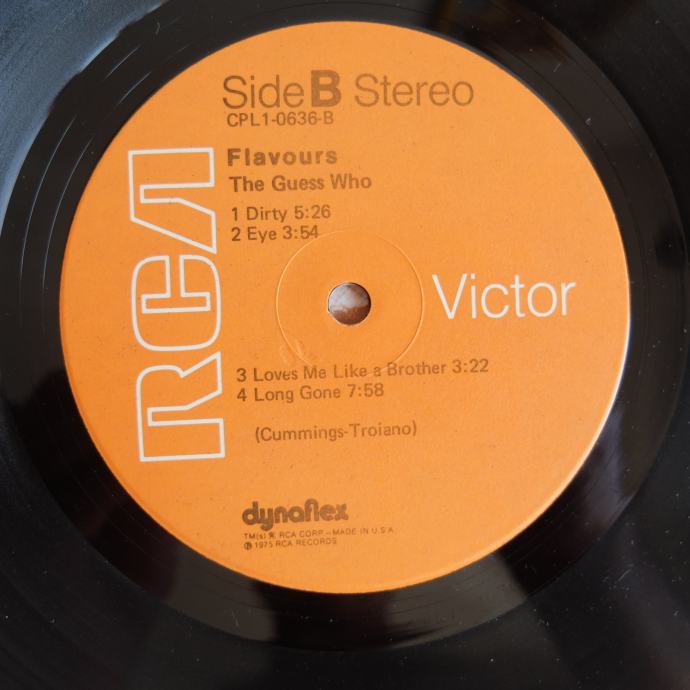 Side B Stereo
CPL1-0636-B
Flavours
The Guess Who
1 Dirty 5:26
2 Eye 3:54
RCA
Victor
3 Loves Me Like a Brother 3:22
4 Long Gone 7:58
(Cummings-Troiano)
dynaflex
TM(s) ® RCA CORP.—MADE IN U.S.A.
℗ 1975 RCA RECORDS